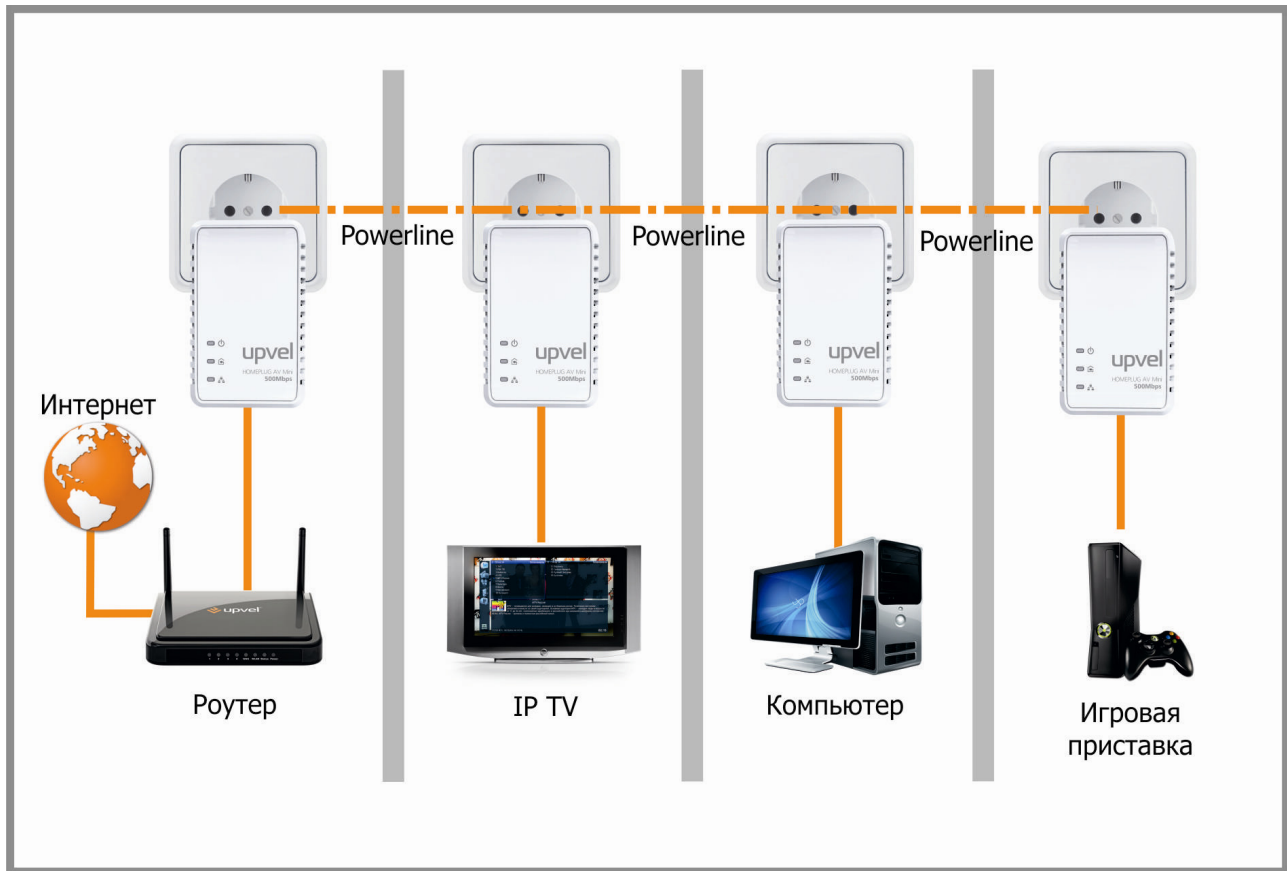 Powerline
Powerline
Powerline
upvel
HOMEPLUG AV Mini
500Mbps
upvel
HOMEPLUG AV Mini
500Mbps
upvel
HOMEPLUG AV Mini
500Mbps
upvel
HOMEPLUG AV Mini
500Mbps
Интернет
upvel
Роутер
IP TV
Компьютер
Игровая
приставка